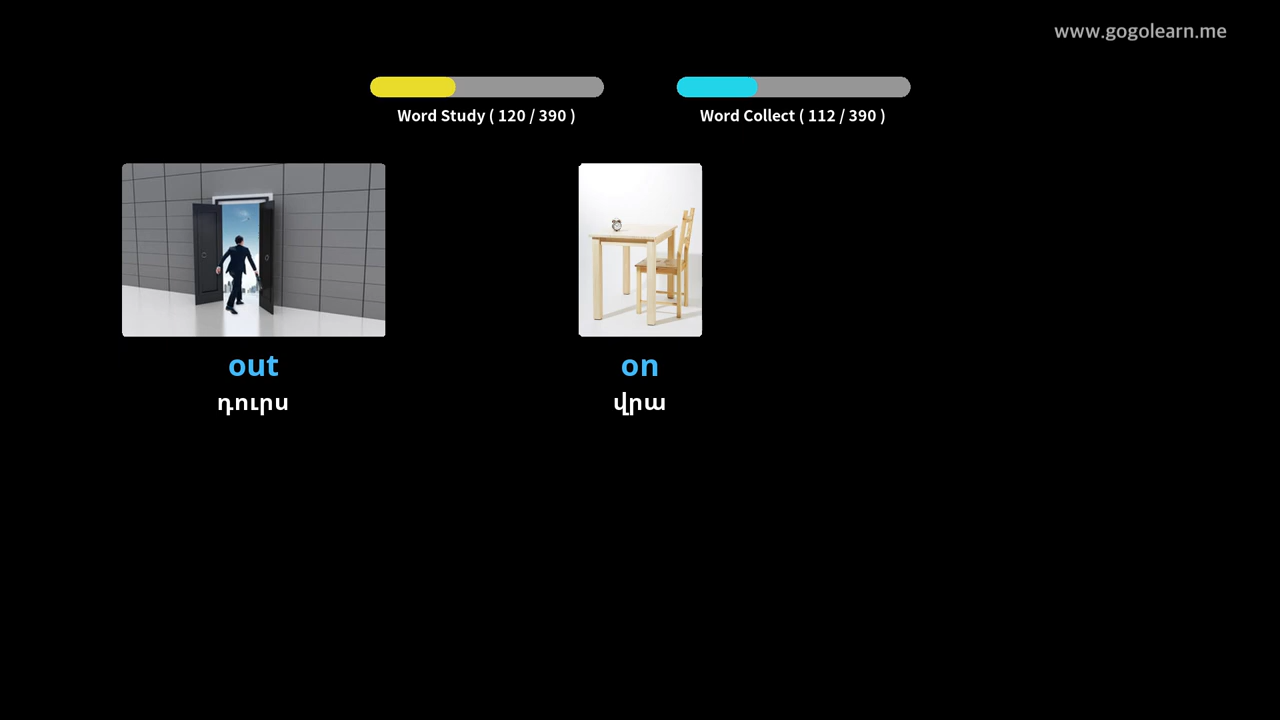 www.gogolearn.me
Word Study ( 120 / 390 )
Word Collect ( 112 / 390 )
out
դուրս
on
վրա